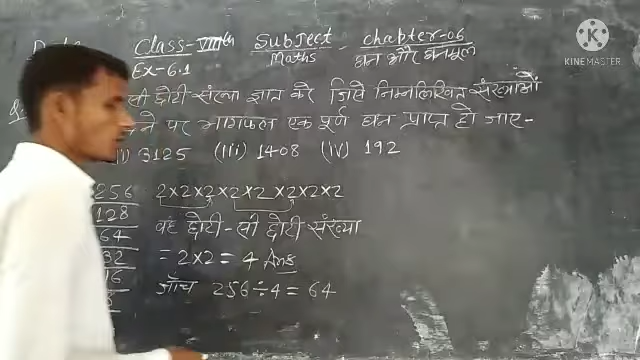 Class-VIIIth Subject chapter-06
Ex-6.1 Maths घन और घनमूल
सी छोटी संख्या ज्ञात करें जिसे निम्नलिखित संख्याओं
ने पर भागफल एक पूर्ण घन प्राप्त हो जाए-
3125 (iii) 1408 (iv) 192
256 2×2×2×2×2×2×2×2
128 वह छोटी-सी छोटी संख्या
64
32 = 2×2 = 4 Ans
16 जाँच 256÷4 = 64
8
KINEMASTER